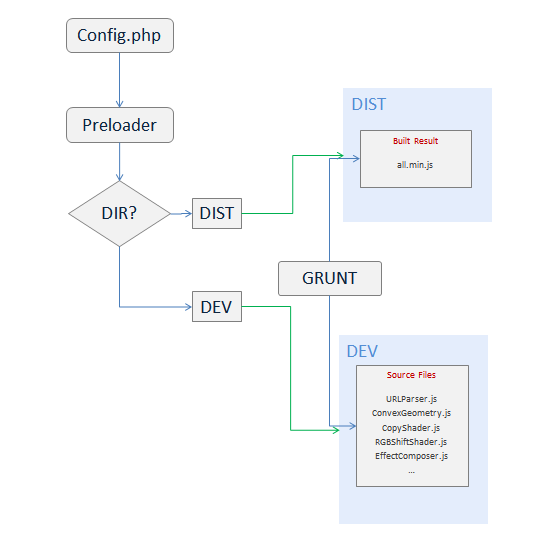 Config.php
Preloader
DIR?
DIST
DEV
GRUNT
DIST
Built Result
all.min.js
DEV
Source Files
URLParser.js
ConvexGeometry.js
CopyShader.js
RGBShiftShader.js
EffectComposer.js
...